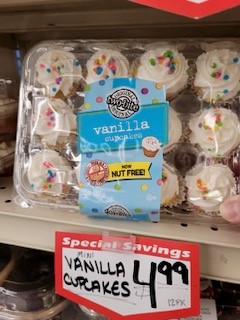 two-bite
vanilla
cupcakes
NOW
NUT FREE!
Special Savings
MINI
VANILLA
CUPCAKES
4.99
12PK